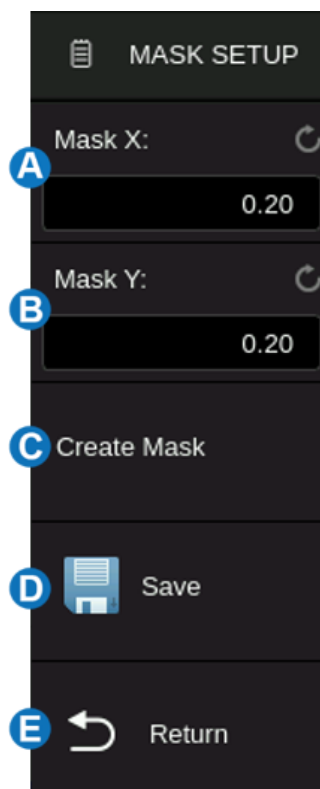 MASK SETUP
Mask X:
A
0.20
Mask Y:
B
0.20
C Create Mask
D Save
E Return